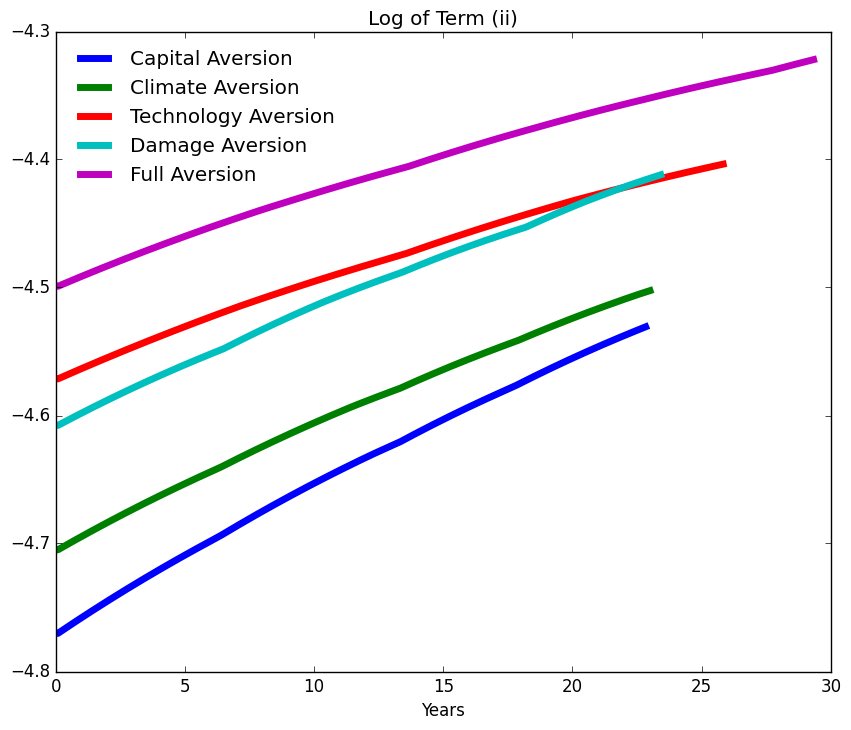 Log of Term (ii)
−4.3
Capital Aversion
Climate Aversion
Technology Aversion
Damage Aversion
Full Aversion
−4.4
−4.5
−4.6
−4.7
−4.8
0 5 10 15 20 25 30
Years